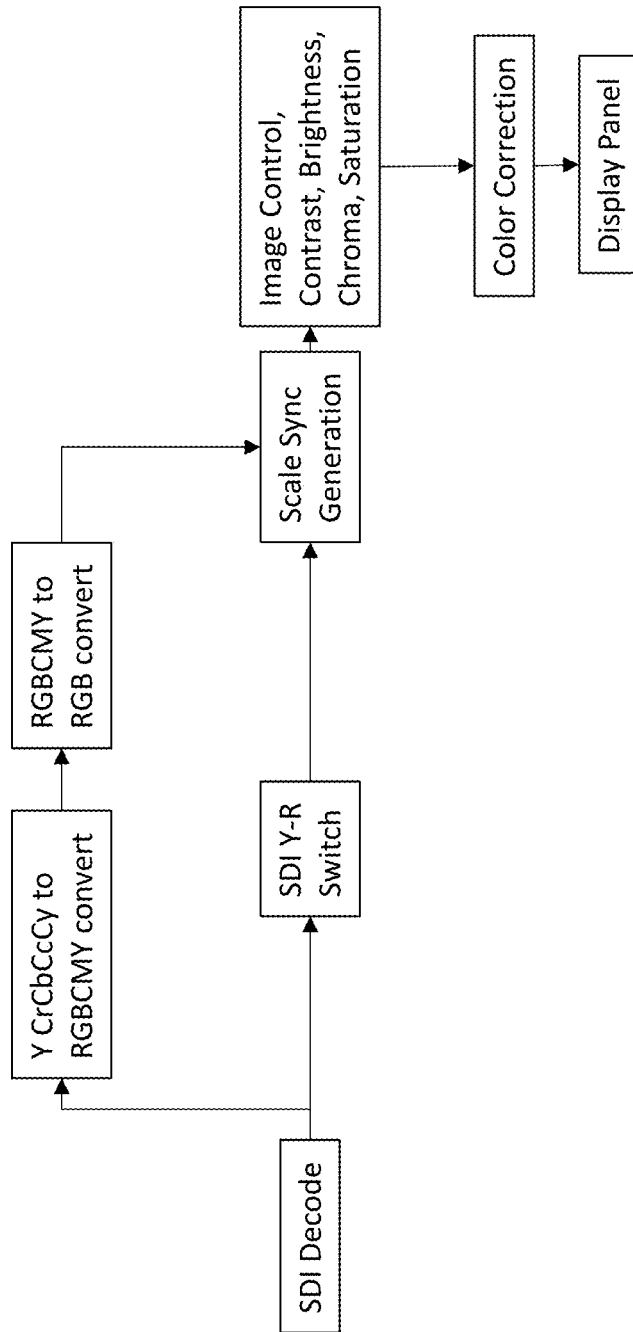 SDI Decode
Y CrCbCcCy to
RGBCMY convert
RGBCMY to
RGB convert
SDI Y-R
Switch
Scale Sync
Generation
Image Control,
Contrast, Brightness,
Chroma, Saturation
Color Correction
Display Panel